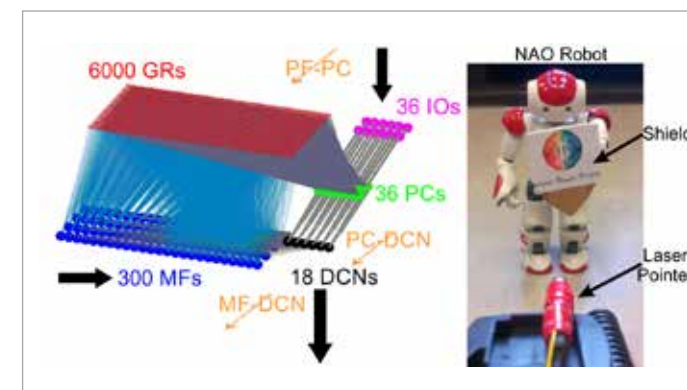 6000 GRs
PF-PC
36 IOs
36 PCs
PC-DCN
300 MFs
18 DCNs
MF-DCN
NAO Robot
Shield
Laser
Pointe